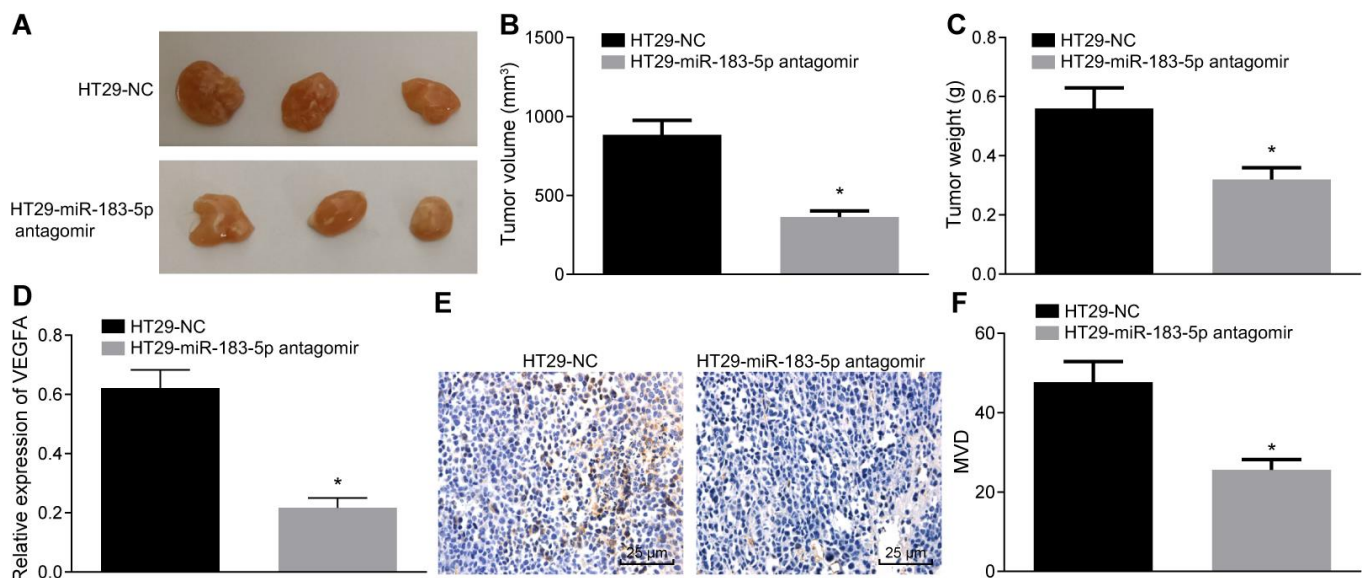 A
HT29-NC
HT29-miR-183-5p
antagomir
B
HT29-NC
HT29-miR-183-5p antagomir
Tumor volume (mm³)
1500
1000
500
0
*
C
HT29-NC
HT29-miR-183-5p antagomir
Tumor weight (g)
0.8
0.6
0.4
0.2
0.0
*
D
HT29-NC
HT29-miR-183-5p antagomir
Relative expression of VEGFA
0.8
0.6
0.4
0.2
0.0
*
E
HT29-NC
HT29-miR-183-5p antagomir
25 µm
25 µm
F
HT29-NC
HT29-miR-183-5p antagomir
MVD
60
40
20
0
*